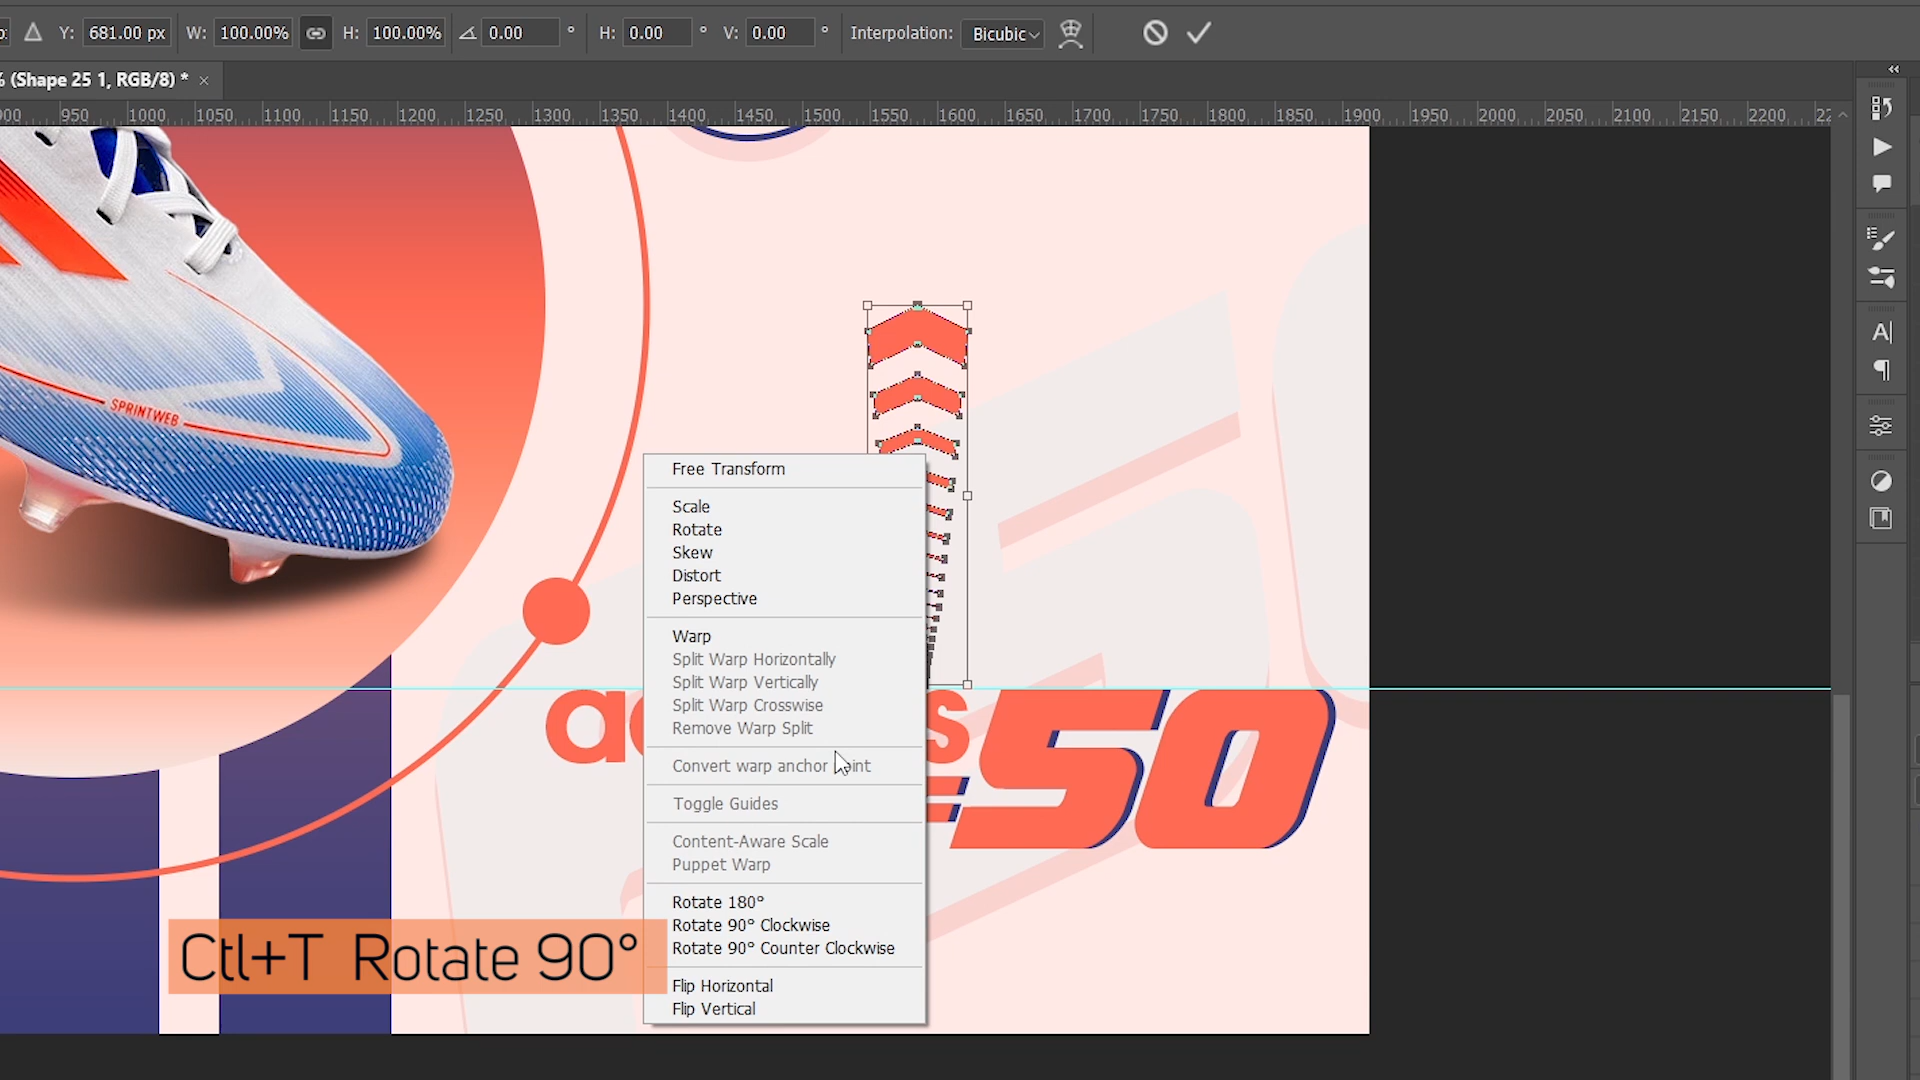 Y: 681.00 px W: 100.00% H: 100.00% 0.00 ° H: 0.00 ° V: 0.00 ° Interpolation: Bicubic
% (Shape 25 1, RGB/8) * ×
900 950 1000 1050 1100 1150 1200 1250 1300 1350 1400 1450 1500 1550 1600 1650 1700 1750 1800 1850 1900 1950 2000 2050 2100 2150 2200 22
SPRINTWEB
Free Transform
Scale
Rotate
Skew
Distort
Perspective
Warp
Split Warp Horizontally
Split Warp Vertically
Split Warp Crosswise
Remove Warp Split
Convert warp anchor point
Toggle Guides
Content-Aware Scale
Puppet Warp
Rotate 180°
Rotate 90° Clockwise
Rotate 90° Counter Clockwise
Flip Horizontal
Flip Vertical
50
Ctl+T Rotate 90°